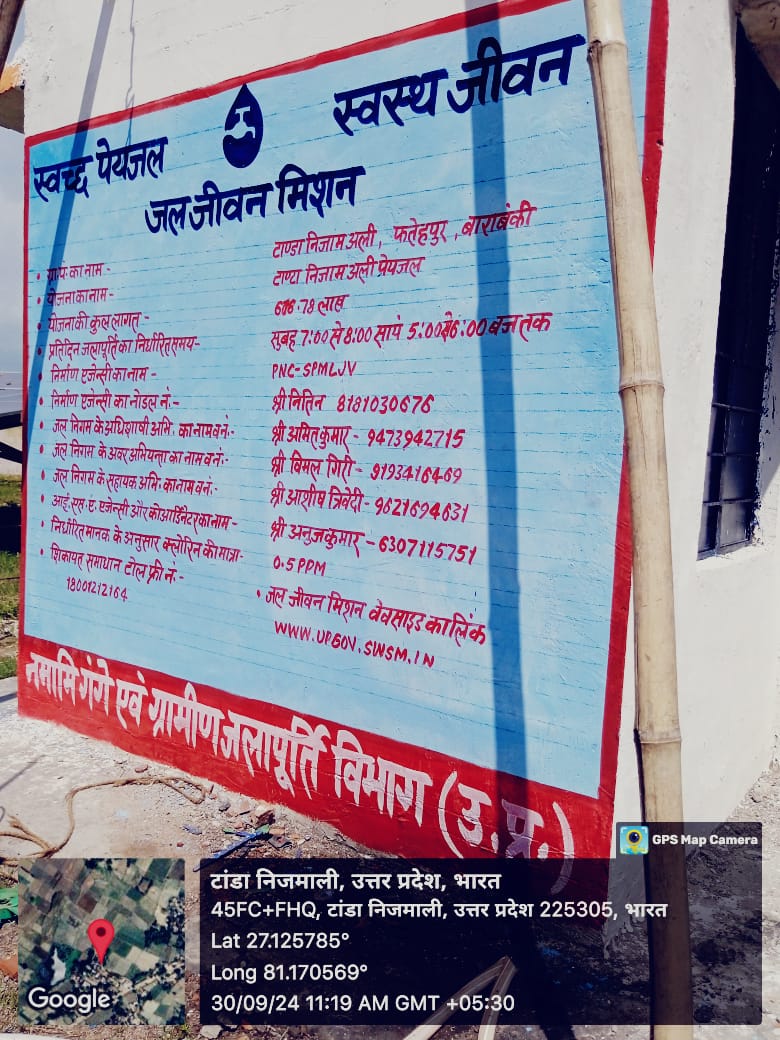 स्वच्छ पेयजल
स्वस्थ जीवन
जल जीवन मिशन
• ग्रा.पं. का नाम - टाण्डा निजाम अली, फतेहपुर, बाराबंकी
• योजना का नाम - टाण्डा निजाम अली पेयजल
• योजना की कुल लागत - .78 लाख
• प्रतिदिन जलापूर्ति का निर्धारित समय- सुबह 7:00 से 8:00 सायं 5:00 से 6:00 बजे तक
• निर्माण एजेन्सी का नाम - PNC-SPMLJV
• निर्माण एजेन्सी का नोडल नं:- श्री नितिन 8181030676
• जल निगम के अधिशाषी अभि. का नाम व नं:- श्री अमित कुमार - 9473942715
• जल निगम के अवर अभियन्ता का नाम व नं:- श्री विमल गिरी - 9193416469
• जल निगम के सहायक अभि. का नाम व नं:- श्री आशीष त्रिवेदी - 9621694631
• आई.एस.ए. एजेन्सी और कोआर्डिनेटर का नाम - श्री अनुज कुमार - 6307115751
• निर्धारित मानक के अनुसार क्लोरिन की मात्रा- 0.5 PPM
• शिकायत समाधान टोल फ्री नं:-
18001212164
• जल जीवन मिशन वेवसाइड का लिंक
WWW.UPGOV.SWSM.IN
नमामि गंगे एवं ग्रामीण जलापूर्ति विभाग (उ.प्र.)
GPS Map Camera
टांडा निजमाली, उत्तर प्रदेश, भारत
45FC+FHQ, टांडा निजमाली, उत्तर प्रदेश 225305, भारत
Lat 27.125785°
Long 81.170569°
30/09/24 11:19 AM GMT +05:30
Google